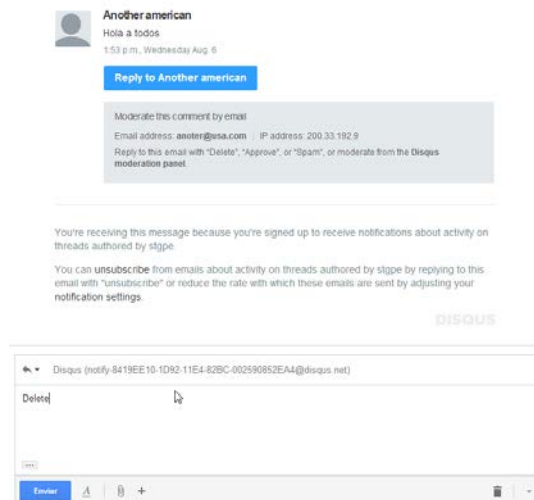 Another american
Hola a todos
1:53 p.m., Wednesday Aug. 6
Reply to Another american
Moderate this comment by email
Email address: anoter@usa.com | IP address: 200.33.192.9
Reply to this email with "Delete", "Approve", or "Spam", or moderate from the Disqus
moderation panel.
You're receiving this message because you're signed up to receive notifications about activity on
threads authored by stgpe
You can unsubscribe from emails about activity on threads authored by stgpe by replying to this
email with "unsubscribe" or reduce the rate with which these emails are sent by adjusting your
notification settings.
DISQUS
Disqus (notify-8419EE10-1D92-11E4-82BC-002590852EA4@disqus.net)
Delete
Enviar A